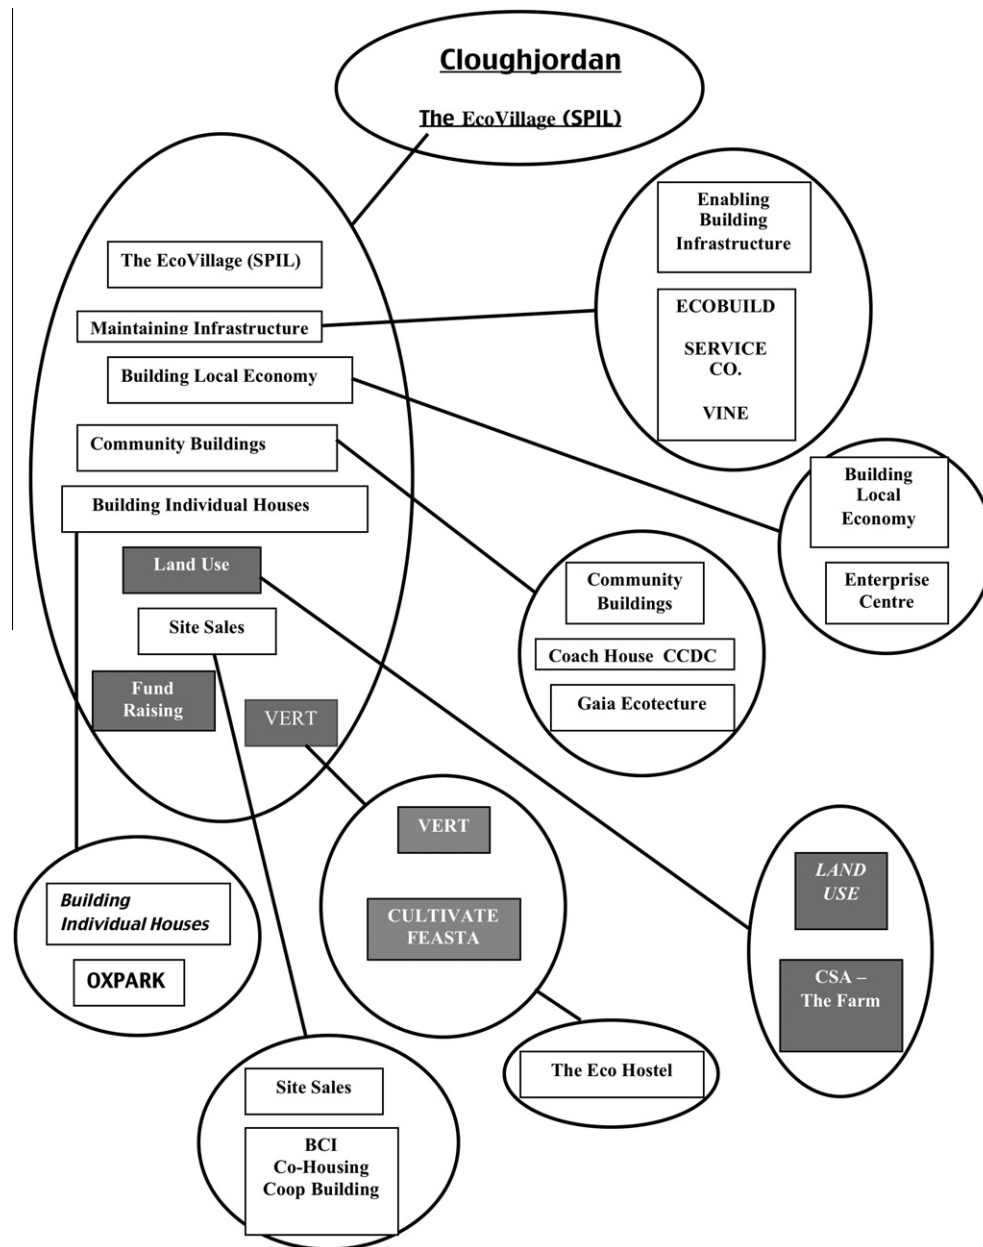 Cloughjordan
The EcoVillage (SPIL)
The EcoVillage (SPIL)
Maintaining Infrastructure
Building Local Economy
Community Buildings
Building Individual Houses
Land Use
Site Sales
Fund
Raising
VERT
Enabling
Building
Infrastructure
ECOBUILD
SERVICE
CO.
VINE
Building
Local
Economy
Enterprise
Centre
Community
Buildings
Coach House CCDC
Gaia Ecotecture
VERT
CULTIVATE
FEASTA
LAND
USE
CSA –
The Farm
Building
Individual Houses
OXPARK
The Eco Hostel
Site Sales
BCI
Co-Housing
Coop Building